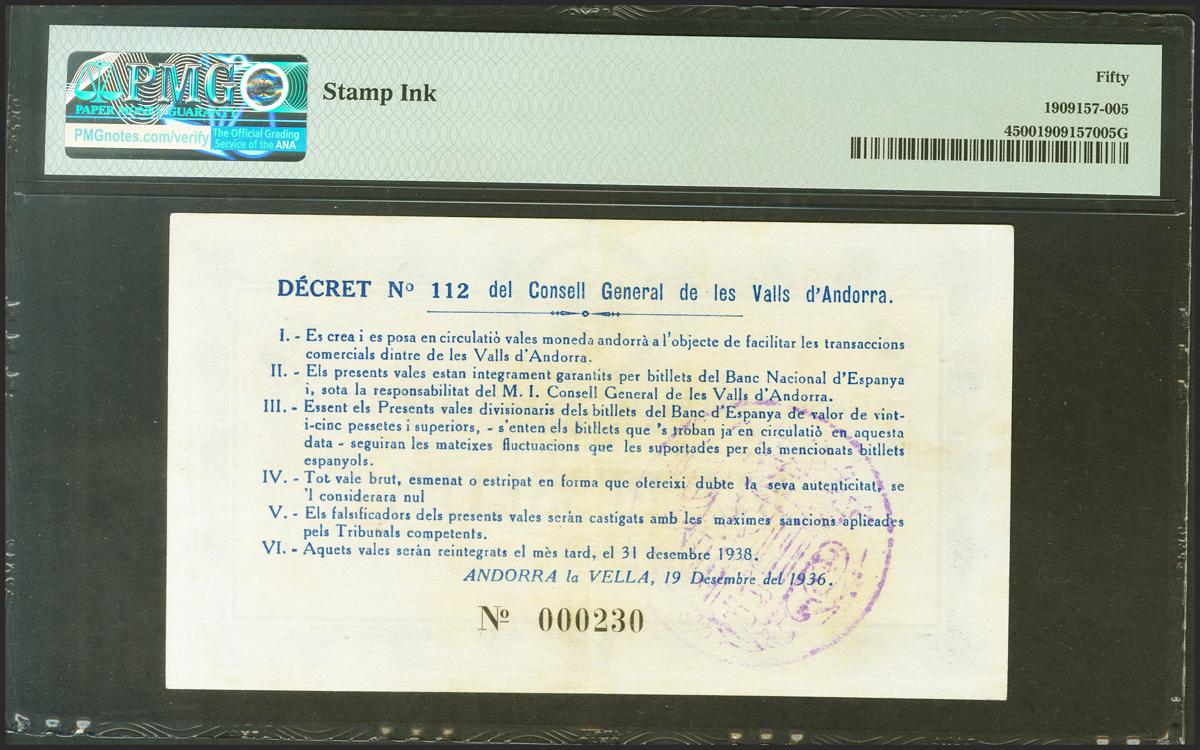 PMG
PAPER MONEY GUARANTY
PMGnotes.com/verify
The Official Grading
Service of the ANA
Stamp Ink
Fifty
1909157-005
45001909157005G
DÉCRET Nº 112 del Consell General de les Valls d'Andorra.
I. - Es crea i es posa en circulatiò vales moneda andorrà a l'objecte de facilitar les transaccions
comercials dintre de les Valls d'Andorra.
II. - Els presents vales estan integrament garantits per bitllets del Banc Nacional d'Espanya
i, sota la responsabilitat del M. I. Consell General de les Valls d'Andorra.
III. - Essent els Presents vales divisionaris dels bitllets del Banc d'Espanya de valor de vint-
i-cinc pessetes i superiors, - s'enten els bitllets que 's tròban ja en circulatiò en aquesta
data - seguiran les mateixes fluctuacions que les suportades per els mencionats bitllets
espanyols.
IV. - Tot vale brut, esmenat o estripat en forma que ofereixi dubte la seva autenticitat, se
'l considerara nul
V. - Els falsificadors dels presents vales seràn castigats amb les maximes sancions aplicades
pels Tribunals competents.
VI. - Aquets vales seràn reintegrats el mès tard, el 31 desembre 1938.
ANDORRA la VELLA, 19 Desembre del 1936.
Nº 000230